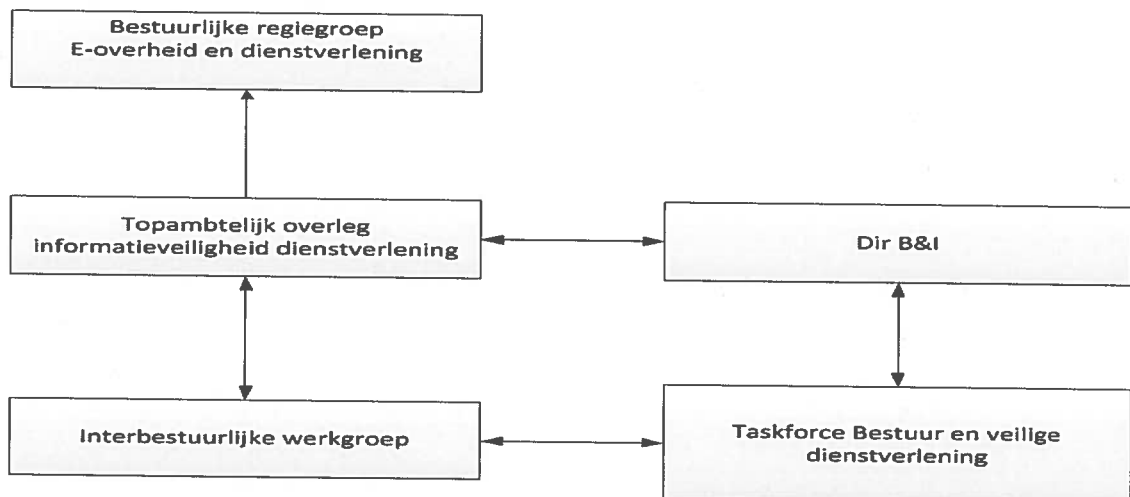 Bestuurlijke regiegroep
E-overheid en dienstverlening
Topambtelijk overleg
informatieveiligheid dienstverlening
Dir B&I
Interbestuurlijke werkgroep
Taskforce Bestuur en veilige
dienstverlening